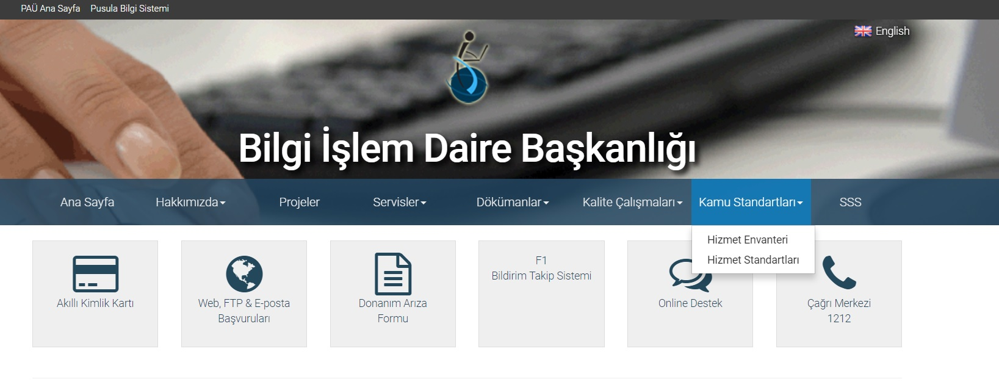 PAÜ Ana Sayfa Pusula Bilgi Sistemi
English
Bilgi İşlem Daire Başkanlığı
Ana Sayfa Hakkımızda Projeler Servisler Dökümanlar Kalite Çalışmaları Kamu Standartları SSS
Hizmet Envanteri
Hizmet Standartları
Akıllı Kimlik Kartı
Web, FTP & E-posta
Başvuruları
Donanım Arıza
Formu
F1
Bildirim Takip Sistemi
Online Destek
Çağrı Merkezi
1212